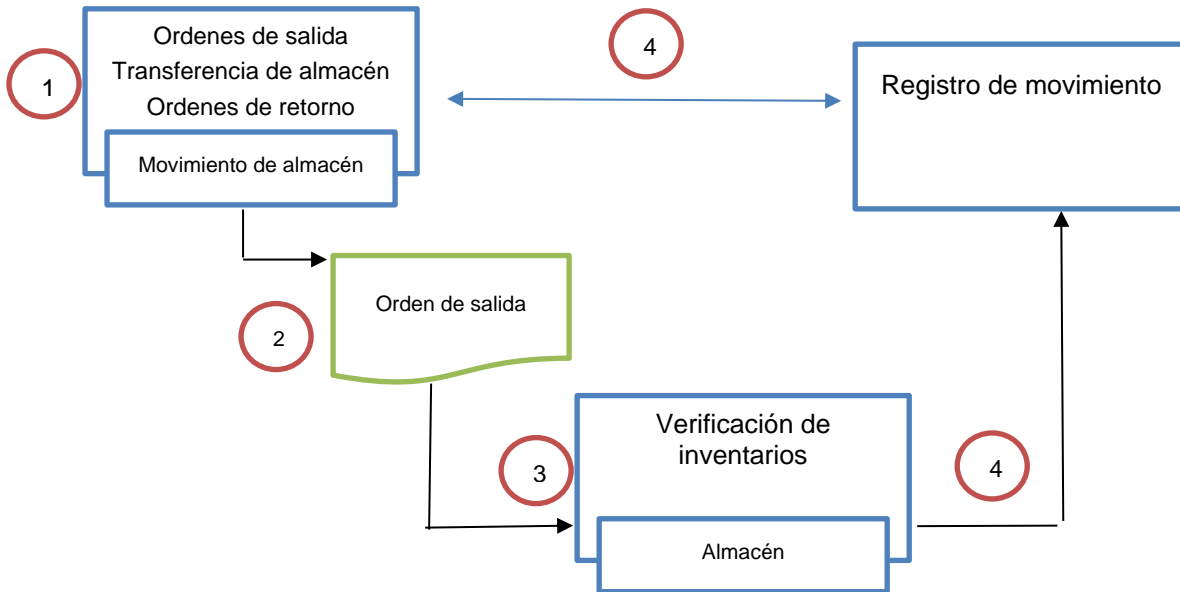 1
Ordenes de salida
Transferencia de almacén
Ordenes de retorno
Movimiento de almacén
4
Registro de movimiento
2
Orden de salida
3
Verificación de
inventarios
Almacén
4